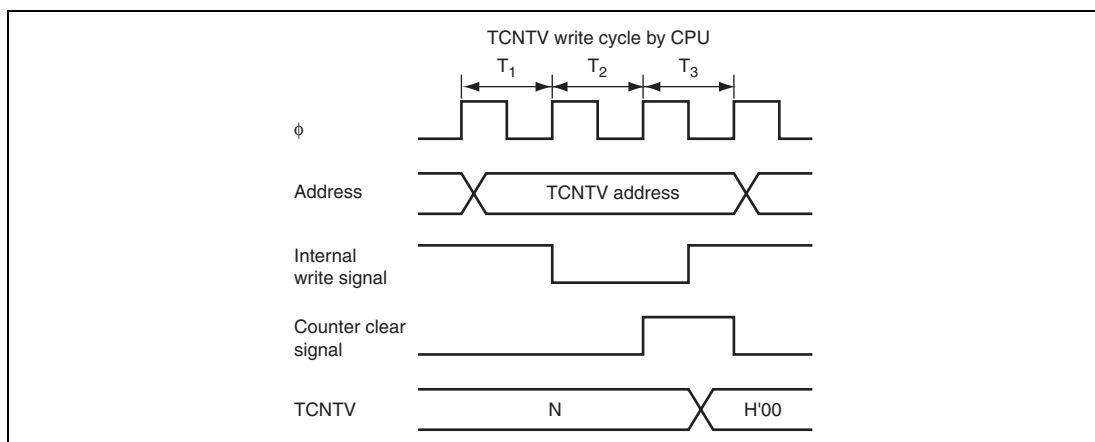 TCNTV write cycle by CPU
T1 T2 T3
φ
Address
TCNTV address
Internal
write signal
Counter clear
signal
TCNTV
N
H'00